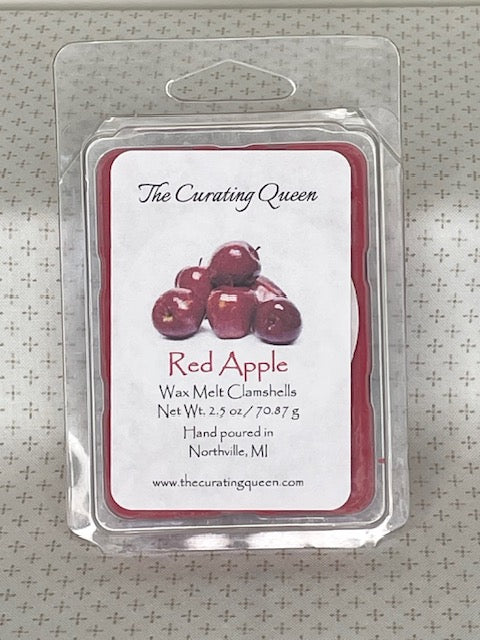 The Curating Queen
Red Apple
Wax Melt Clamshells
Net Wt. 2.5 oz / 70.87 g
Hand poured in
Northville, MI
www.thecuratingqueen.com